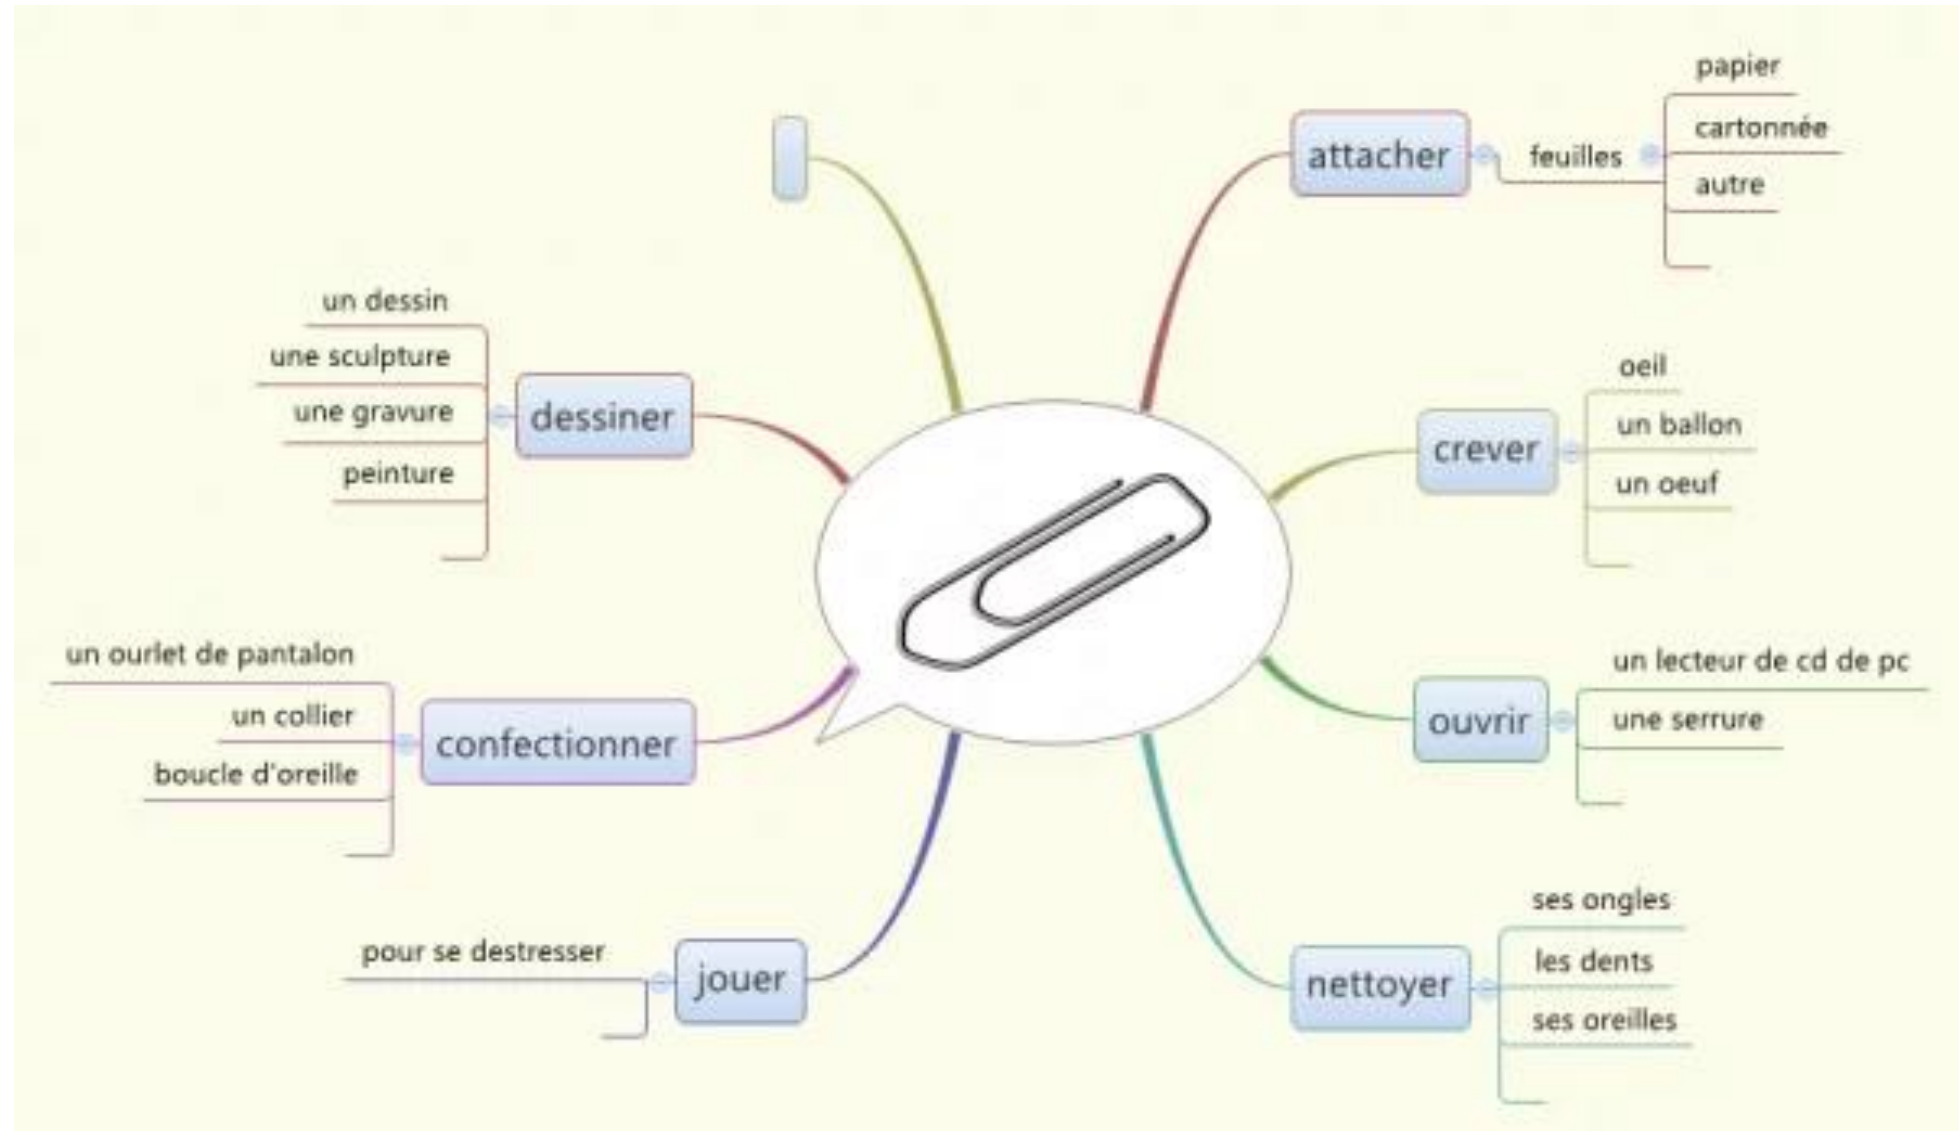 attacher
feuilles
papier
cartonnée
autre
crever
oeil
un ballon
un oeuf
ouvrir
un lecteur de cd de pc
une serrure
nettoyer
ses ongles
les dents
ses oreilles
jouer
pour se destresser
confectionner
un ourlet de pantalon
un collier
boucle d'oreille
dessiner
un dessin
une sculpture
une gravure
peinture